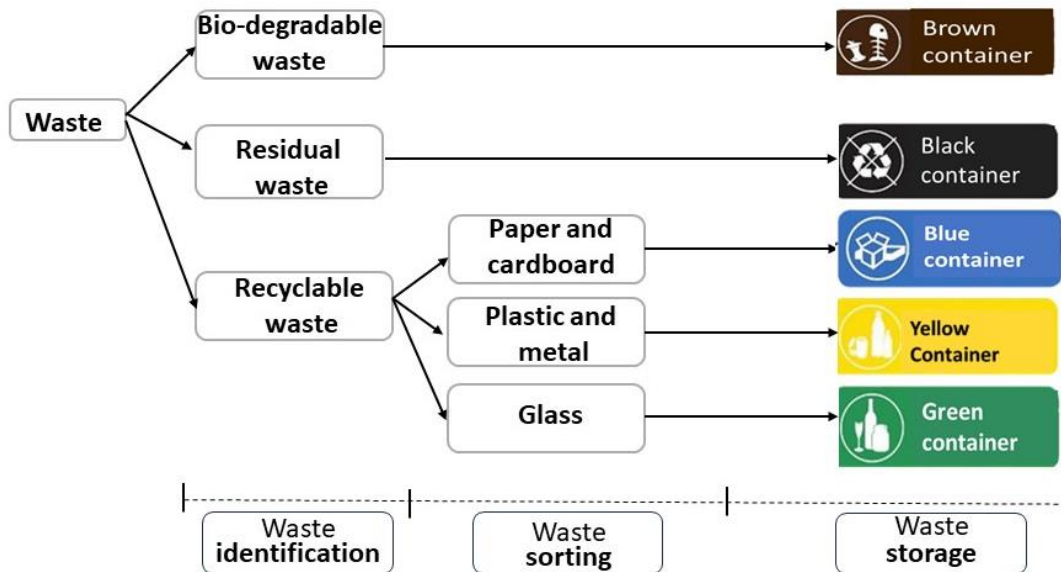 Bio-degradable
waste
Brown
container
Waste
Residual
waste
Black
container
Paper and
cardboard
Blue
container
Recyclable
waste
Plastic and
metal
Yellow
Container
Glass
Green
container
Waste
identification
Waste
sorting
Waste
storage